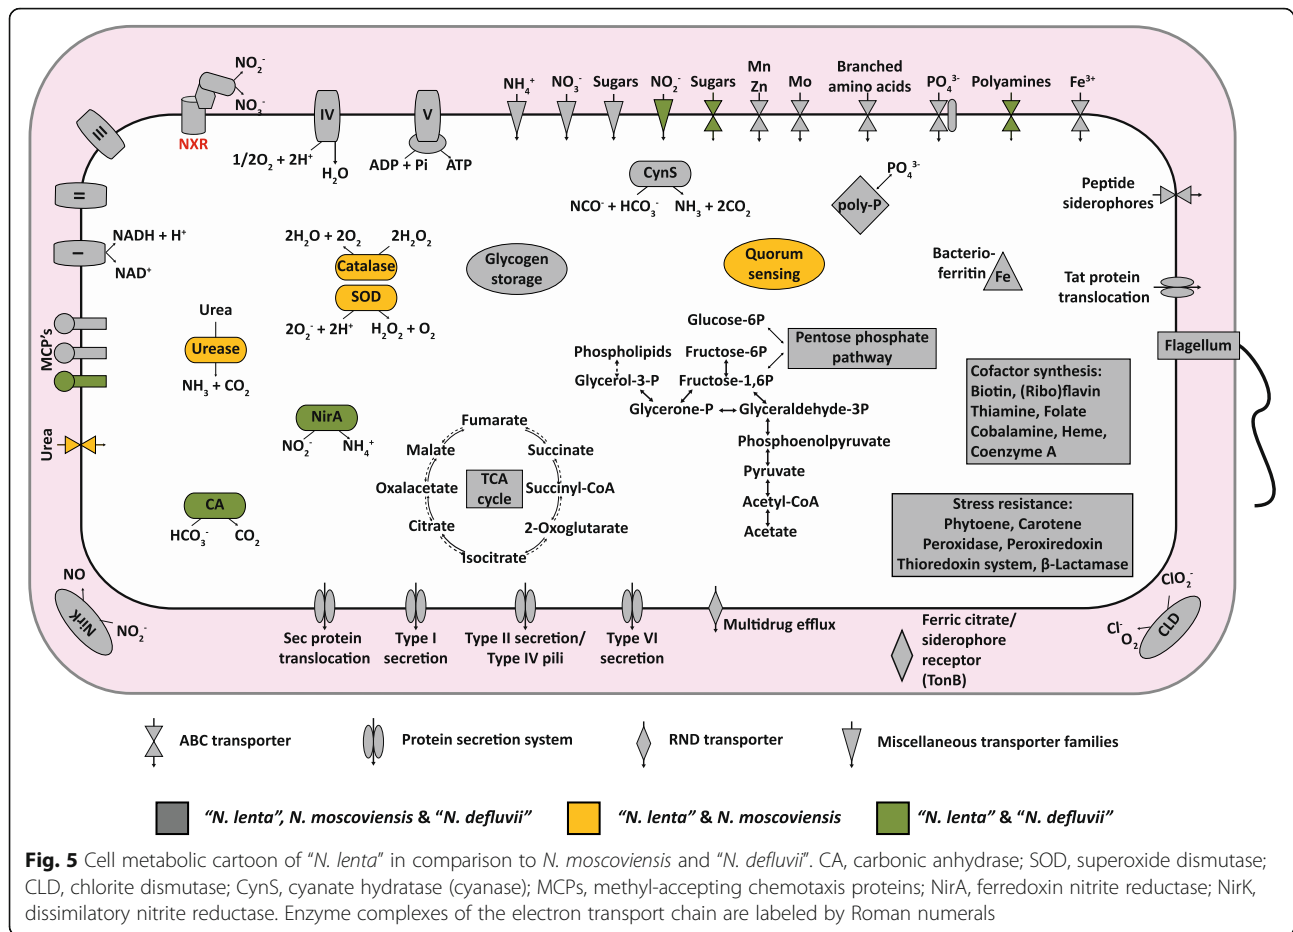 NO₂⁻
NO₃⁻
NXR
III
IV
1/2O₂ + 2H⁺
H₂O
V
ADP + Pi
ATP
NH₄⁺
NO₃⁻
Sugars
NO₂⁻
Sugars
Mn
Zn
Mo
Branched
amino acids
PO₄³⁻
Polyamines
Fe³⁺
CynS
NCO⁻ + HCO₃⁻
NH₃ + 2CO₂
PO₄³⁻
poly-P
Peptide
siderophores
II
I
NADH + H⁺
NAD⁺
2H₂O + 2O₂
2H₂O₂
Catalase
SOD
2O₂⁻ + 2H⁺
H₂O₂ + O₂
Glycogen
storage
Quorum
sensing
Bacterio-
ferritin
Fe
Tat protein
translocation
MCP's
Urea
Urease
NH₃ + CO₂
Glucose-6P
Pentose phosphate
pathway
Phospholipids
Fructose-6P
Glycerol-3-P
Fructose-1,6P
Glycerone-P
Glyceraldehyde-3P
Phosphoenolpyruvate
Pyruvate
Acetyl-CoA
Acetate
Flagellum
Cofactor synthesis:
Biotin, (Ribo)flavin
Thiamine, Folate
Cobalamine, Heme,
Coenzyme A
Urea
NirA
NO₂⁻
NH₄⁺
Fumarate
Malate
Succinate
Oxalacetate
TCA
cycle
Succinyl-CoA
Citrate
2-Oxoglutarate
Isocitrate
CA
HCO₃⁻
CO₂
Stress resistance:
Phytoene, Carotene
Peroxidase, Peroxiredoxin
Thioredoxin system, β-Lactamase
NO
NirK
NO₂⁻
Sec protein
translocation
Type I
secretion
Type II secretion/
Type IV pili
Type VI
secretion
Multidrug efflux
Ferric citrate/
siderophore
receptor
(TonB)
ClO₂⁻
Cl⁻
O₂
CLD
ABC transporter
Protein secretion system
RND transporter
Miscellaneous transporter families
“N. lenta”, N. moscoviensis & “N. defluvii”
“N. lenta” & N. moscoviensis
“N. lenta” & “N. defluvii”
Fig. 5 Cell metabolic cartoon of “N. lenta” in comparison to N. moscoviensis and “N. defluvii”. CA, carbonic anhydrase; SOD, superoxide dismutase;
CLD, chlorite dismutase; CynS, cyanate hydratase (cyanase); MCPs, methyl-accepting chemotaxis proteins; NirA, ferredoxin nitrite reductase; NirK,
dissimilatory nitrite reductase. Enzyme complexes of the electron transport chain are labeled by Roman numerals